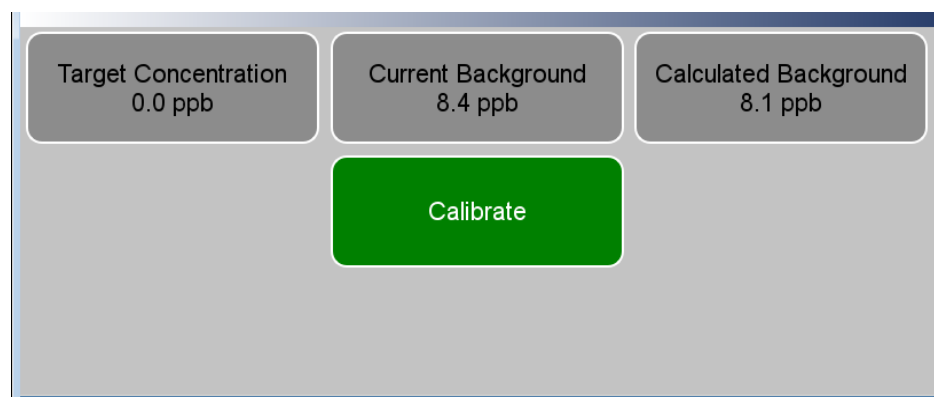 Target Concentration
0.0 ppb
Current Background
8.4 ppb
Calculated Background
8.1 ppb
Calibrate